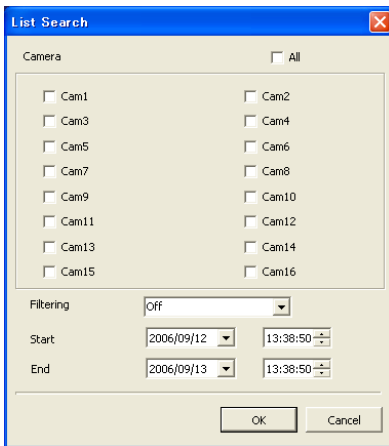 List Search
Camera All
Cam1 Cam2
Cam3 Cam4
Cam5 Cam6
Cam7 Cam8
Cam9 Cam10
Cam11 Cam12
Cam13 Cam14
Cam15 Cam16
Filtering Off
Start 2006/09/12 13:38:50
End 2006/09/13 13:38:50
OK Cancel